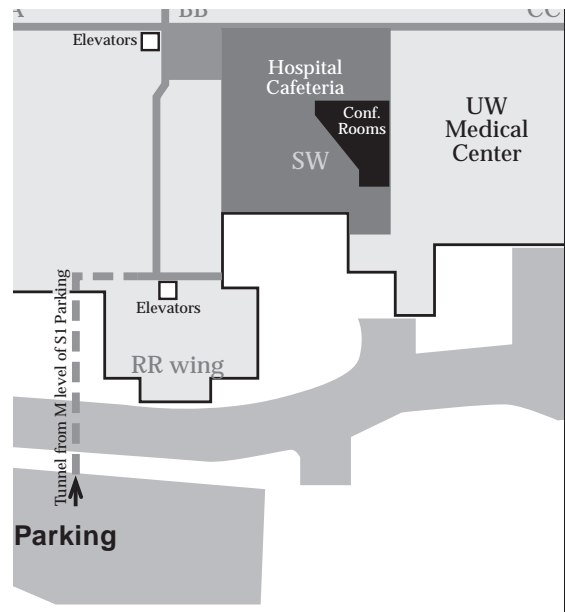 BB
CC
Elevators
Hospital
Cafeteria
Conf.
Rooms
UW
Medical
Center
SW
Elevators
RR wing
Tunnel from M level of S1 Parking
Parking